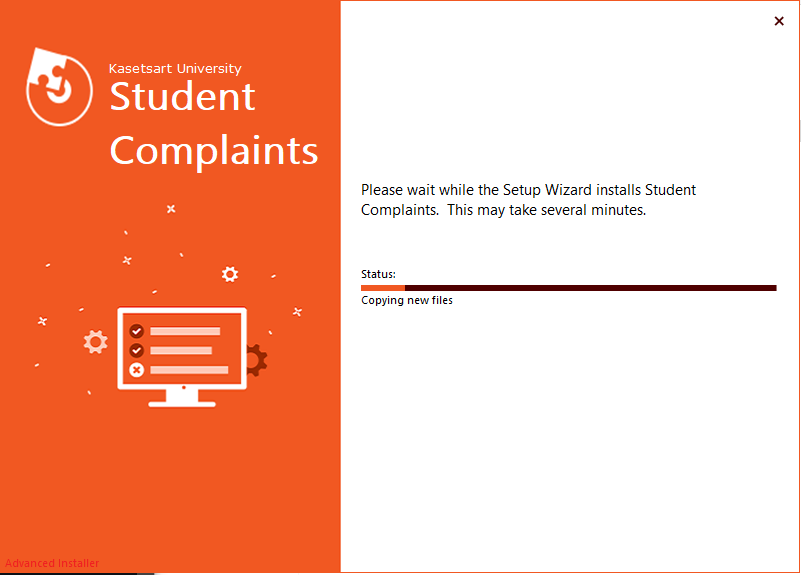 Kasetsart University
Student
Complaints
Please wait while the Setup Wizard installs Student
Complaints.  This may take several minutes.
Status:
Copying new files
Advanced Installer